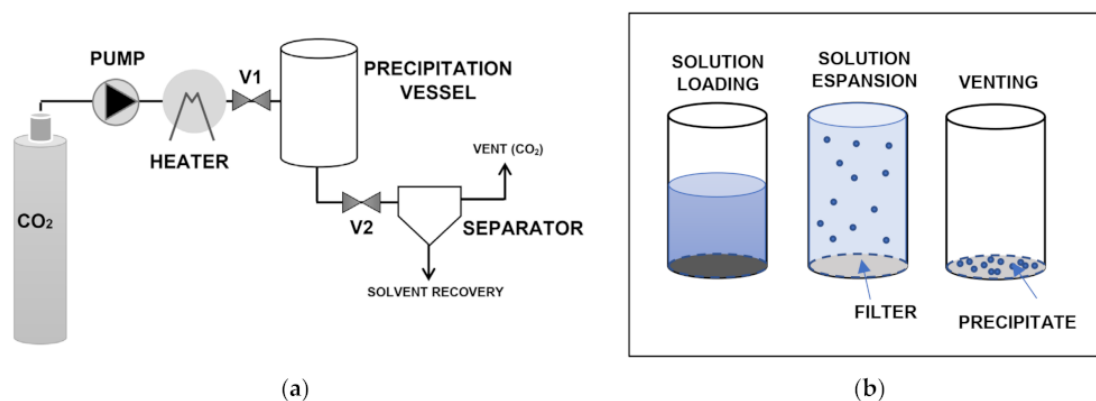 PUMP
V1
PRECIPITATION
VESSEL
HEATER
CO₂
VENT (CO₂)
V2
SEPARATOR
SOLVENT RECOVERY
(a)
SOLUTION
LOADING
SOLUTION
ESPANSION
VENTING
FILTER
PRECIPITATE
(b)